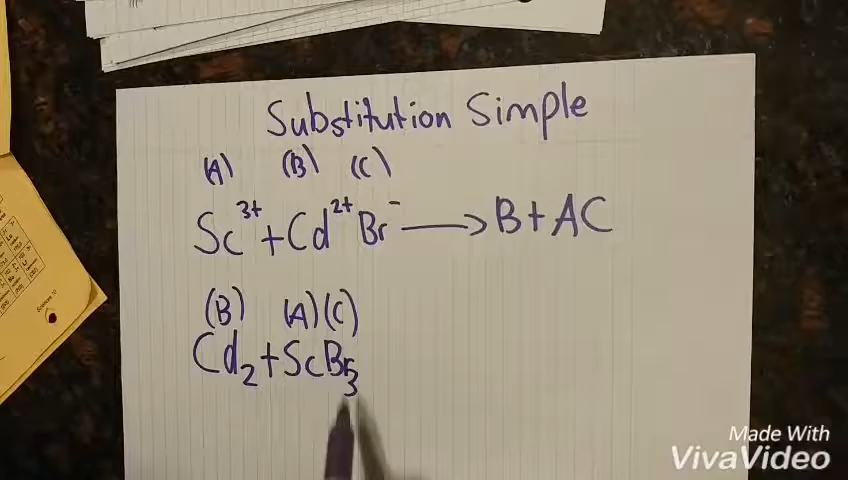 Substitution Simple
(A) (B) (C)
Sc³⁺ + Cd²⁺Br⁻ ⟶ B + AC
(B) (A)(C)
Cd₂ + ScBr₃
Made With
VivaVideo